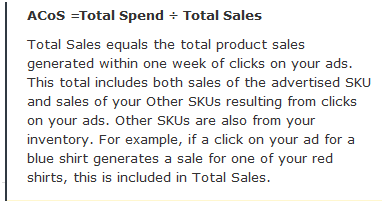 ACoS =Total Spend ÷ Total Sales
Total Sales equals the total product sales
generated within one week of clicks on your ads.
This total includes both sales of the advertised SKU
and sales of your Other SKUs resulting from clicks
on your ads. Other SKUs are also from your
inventory. For example, if a click on your ad for a
blue shirt generates a sale for one of your red
shirts, this is included in Total Sales.